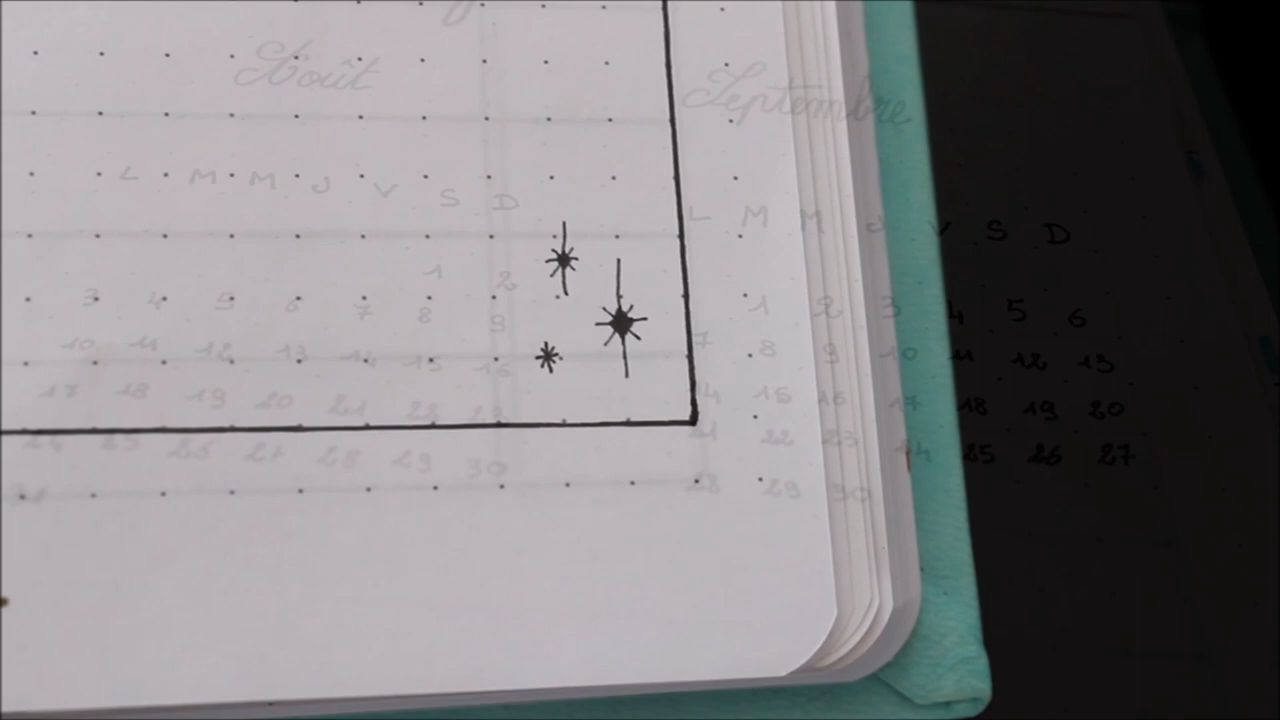 Août
Septembre
L M M J V S D
L M M J V S D
1 2
3 4 5 6 7 8 9
10 11 12 13 14 15 16
17 18 19 20 21 22 23
24 25 26 27 28 29 30
31
1 2 3 4 5 6
7 8 9 10 11 12 13
14 15 16 17 18 19 20
21 22 23 24 25 26 27
28 29 30